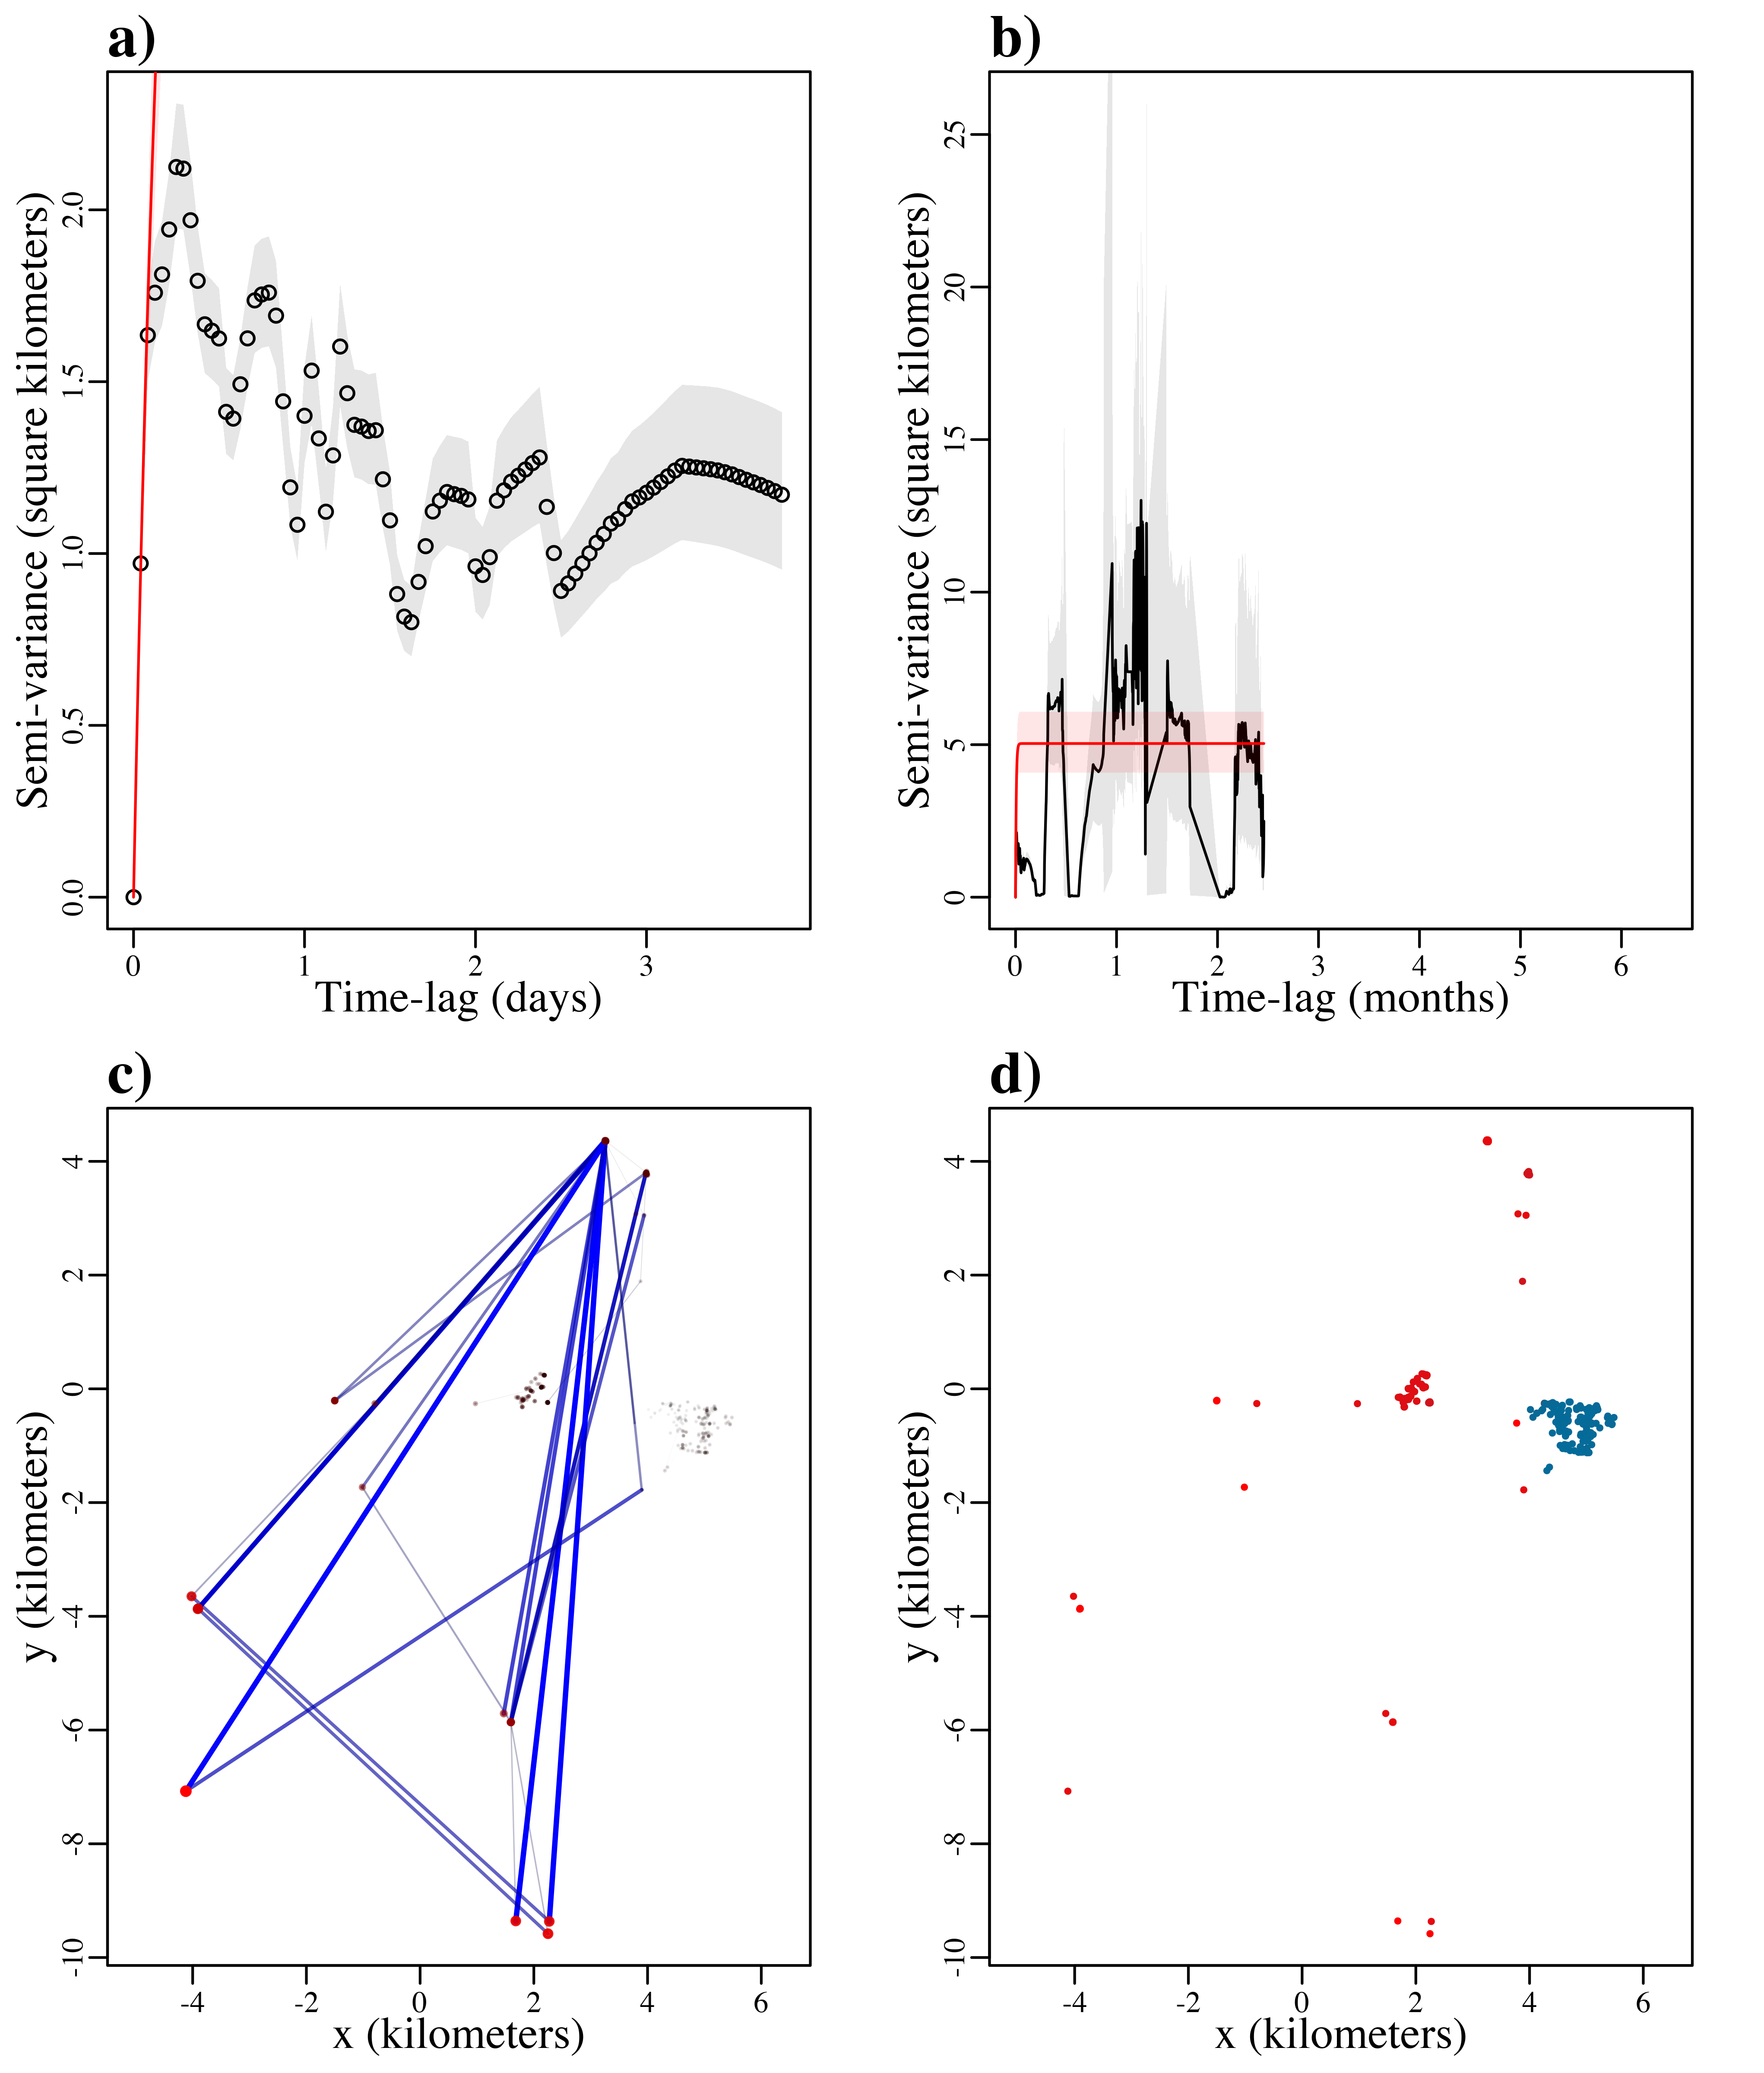 a)
2.0
1.5
1.0
0.5
0.0
Semi-variance (square kilometers)
0 1 2 3
Time-lag (days)
b)
25
20
15
10
5
0
Semi-variance (square kilometers)
0 1 2 3 4 5 6
Time-lag (months)
c)
4
2
0
-2
-4
-6
-8
-10
y (kilometers)
-4 -2 0 2 4 6
x (kilometers)
d)
4
2
0
-2
-4
-6
-8
-10
y (kilometers)
-4 -2 0 2 4 6
x (kilometers)